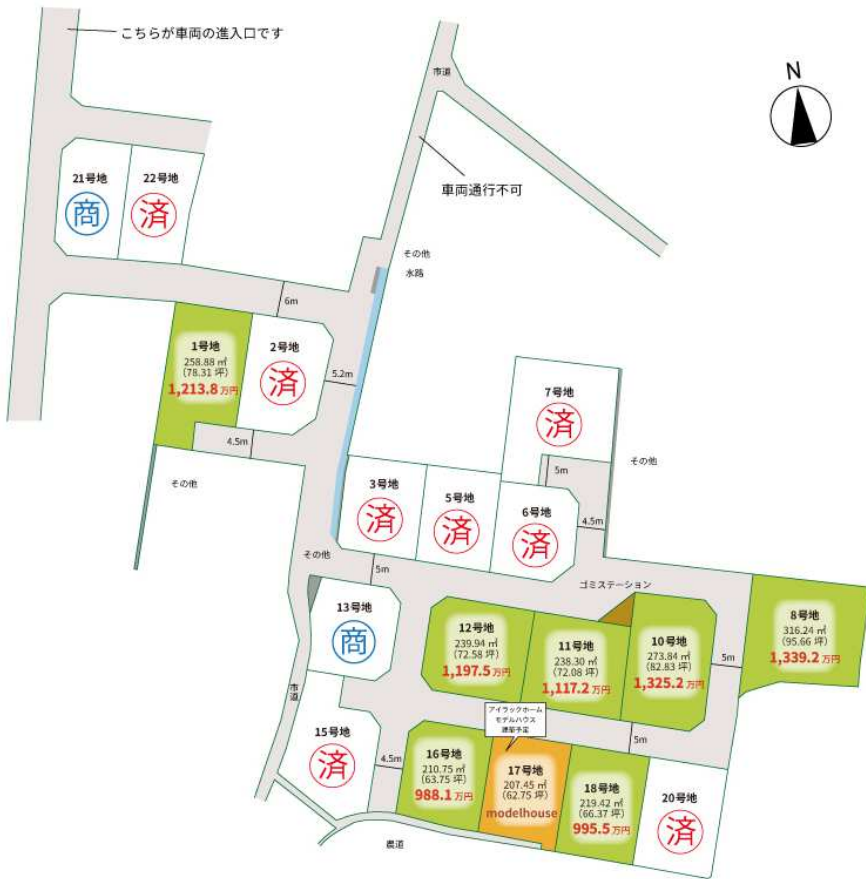 こちらが車両の進入口です
N
市道
車両通行不可
21号地
商
22号地
済
その他
水路
6m
1号地
258.88 ㎡
(78.31 坪)
1,213.8 万円
2号地
済
5.2m
4.5m
その他
7号地
済
5m
その他
3号地
済
5号地
済
6号地
済
4.5m
その他
5m
ゴミステーション
13号地
商
12号地
239.94 ㎡
(72.58 坪)
1,197.5 万円
11号地
238.30 ㎡
(72.08 坪)
1,117.2 万円
10号地
273.84 ㎡
(82.83 坪)
1,325.2 万円
5m
8号地
316.24 ㎡
(95.66 坪)
1,339.2 万円
市道
アイラックホーム
モデルハウス
建築予定
5m
15号地
済
4.5m
16号地
210.75 ㎡
(63.75 坪)
988.1 万円
17号地
207.45 ㎡
(62.75 坪)
modelhouse
18号地
219.42 ㎡
(66.37 坪)
995.5 万円
20号地
済
農道